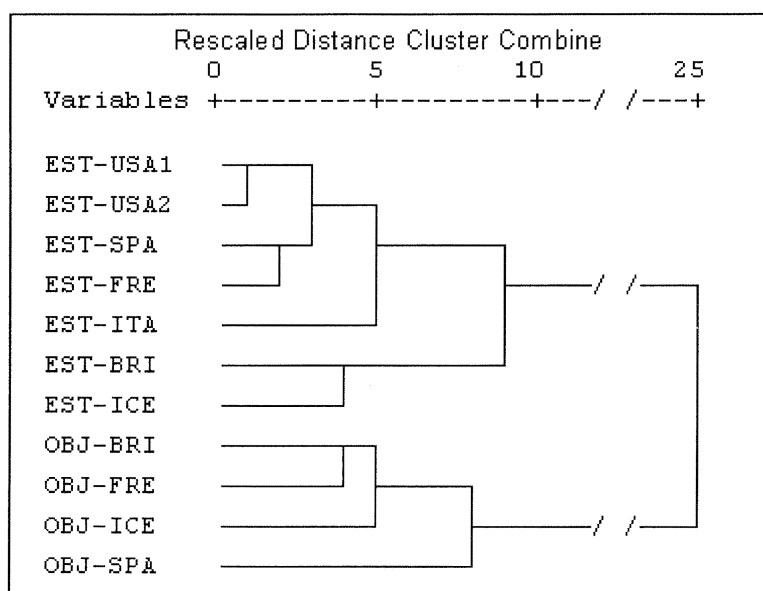 Rescaled Distance Cluster Combine
0 5 10 25
Variables +---------+---------+---/ /---+
EST-USA1
EST-USA2
EST-SPA
EST-FRE
EST-ITA
EST-BRI
EST-ICE
OBJ-BRI
OBJ-FRE
OBJ-ICE
OBJ-SPA